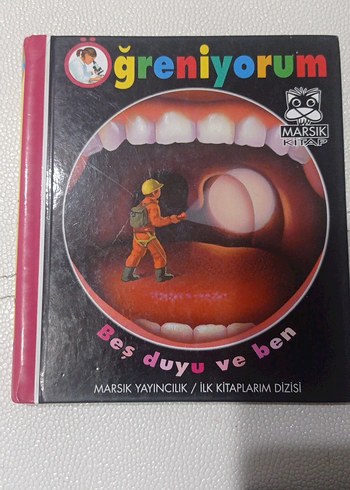 Öğreniyorum
MARSIK
KİTAP
Beş duyu ve ben
MARSIK YAYINCILIK / İLK KİTAPLARIM DİZİSİ